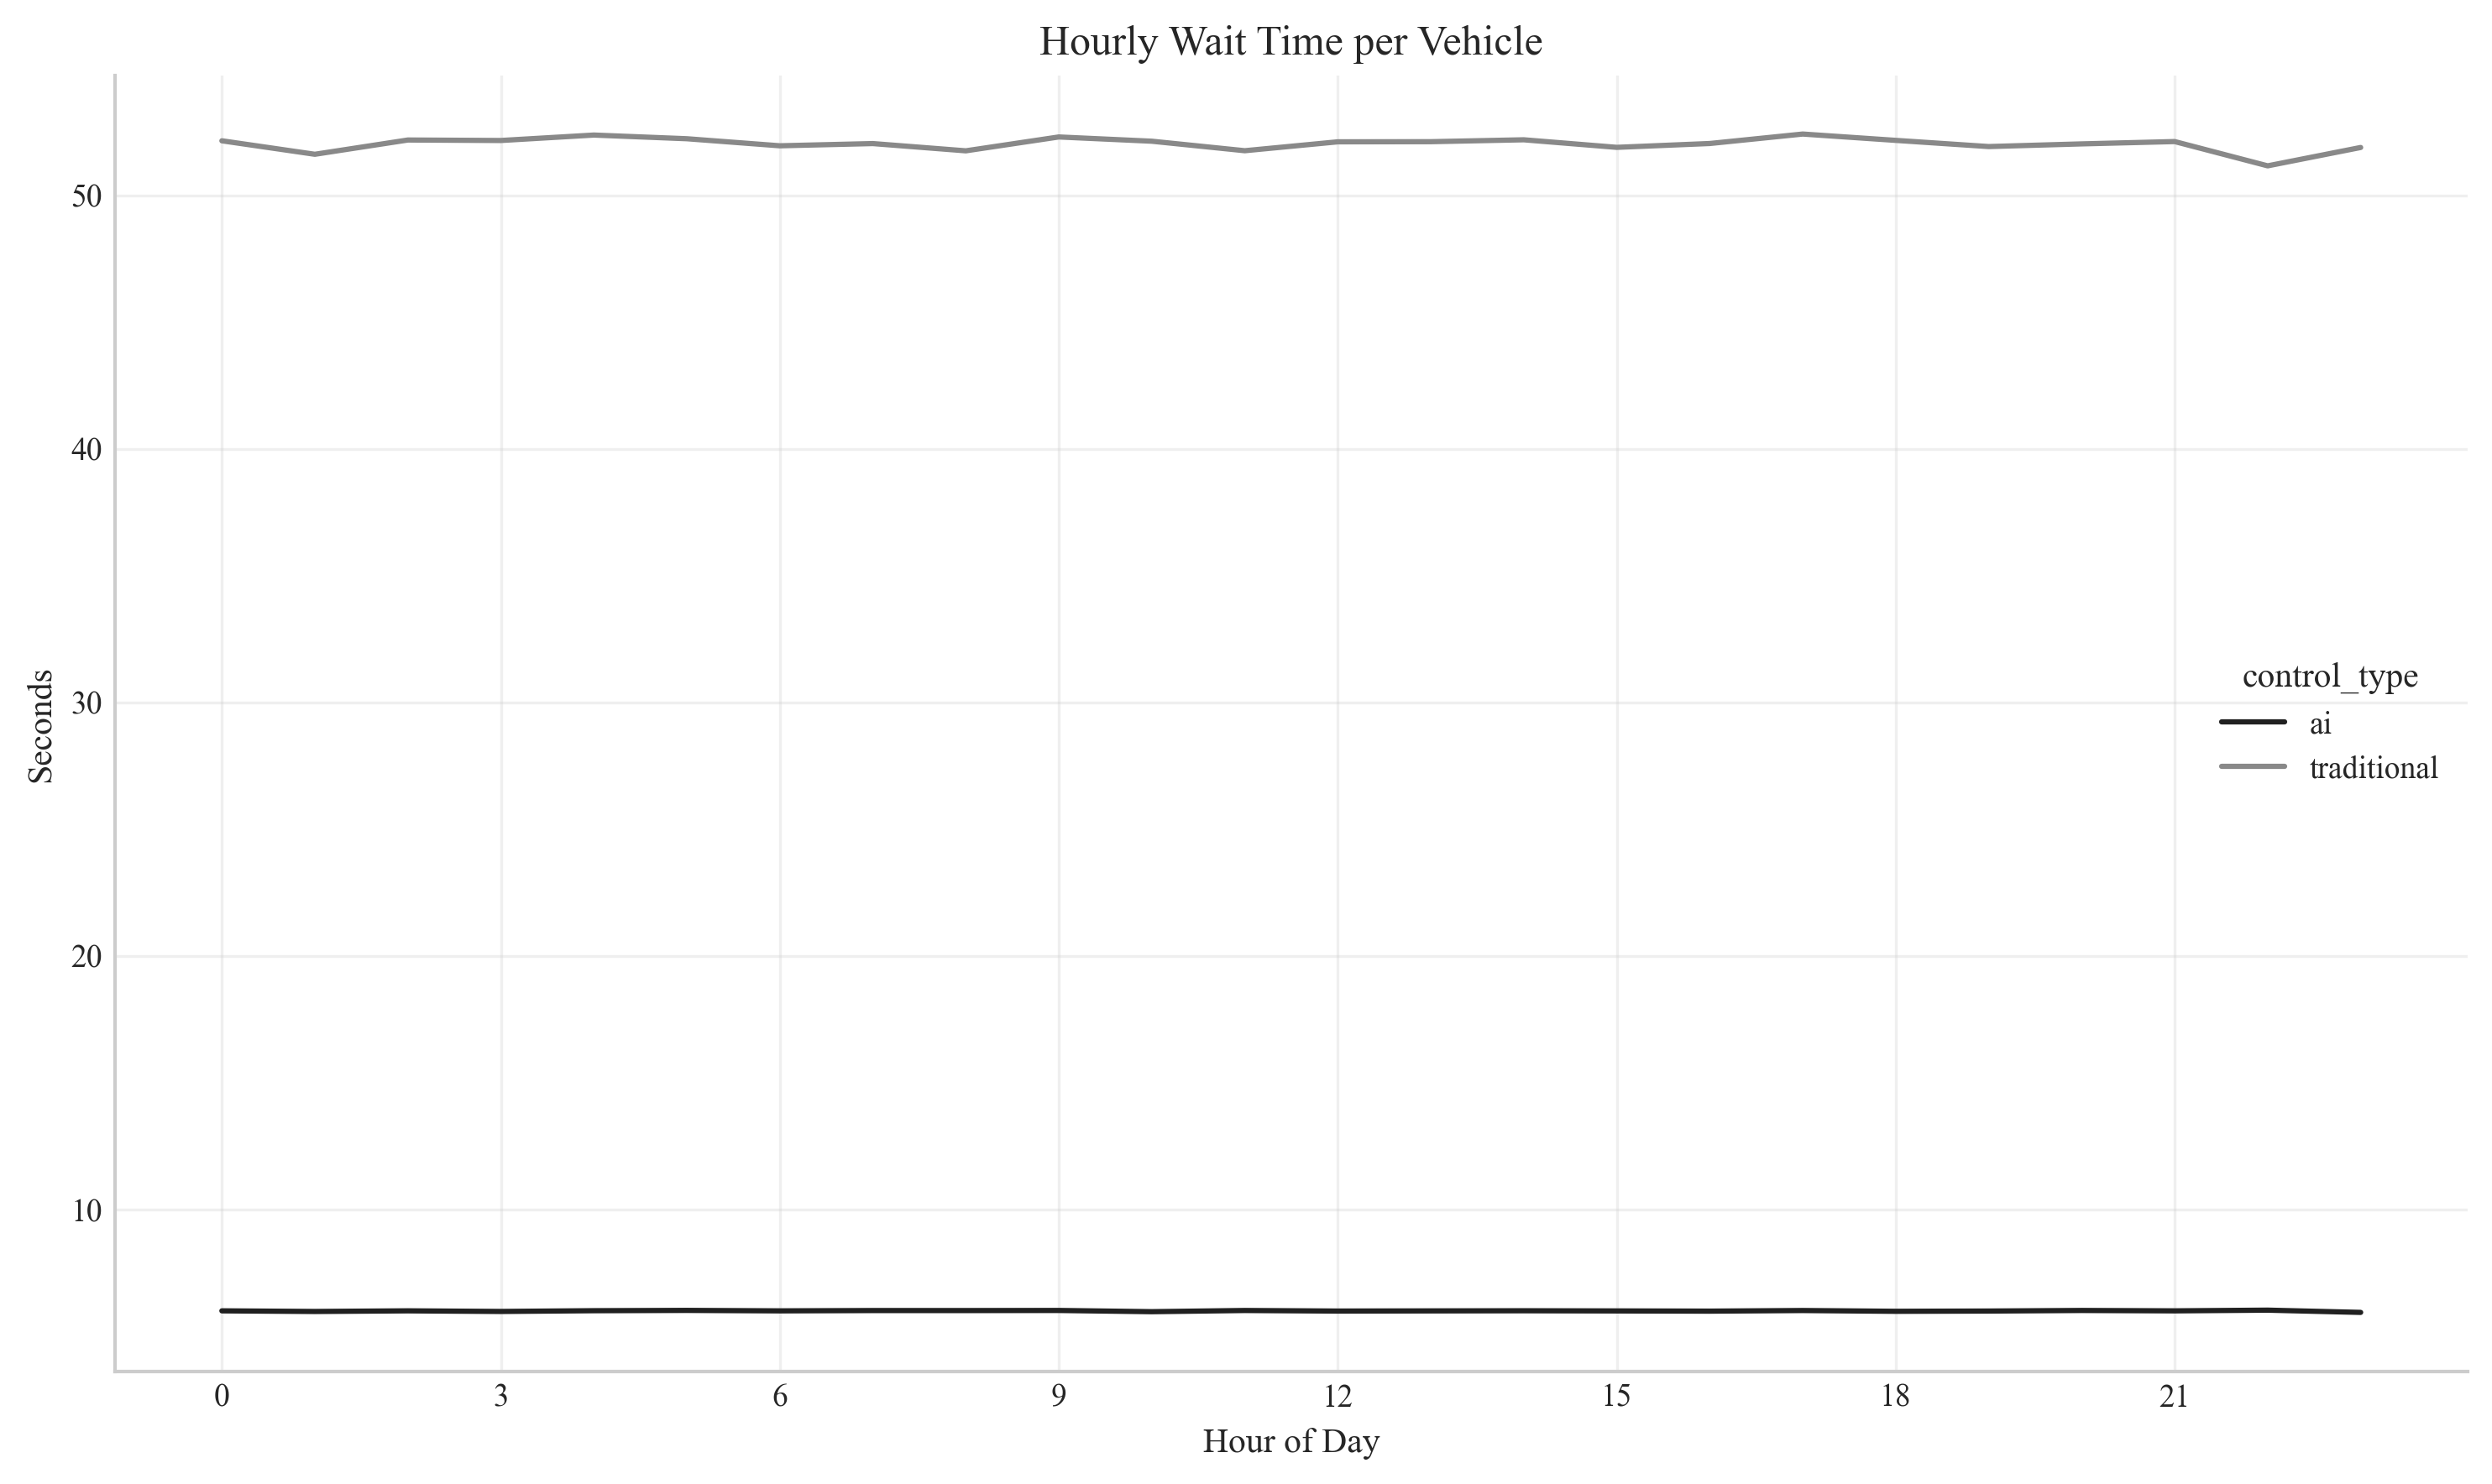 Hourly Wait Time per Vehicle
50
40
30
20
10
Seconds
control_type
ai
traditional
0 3 6 9 12 15 18 21
Hour of Day